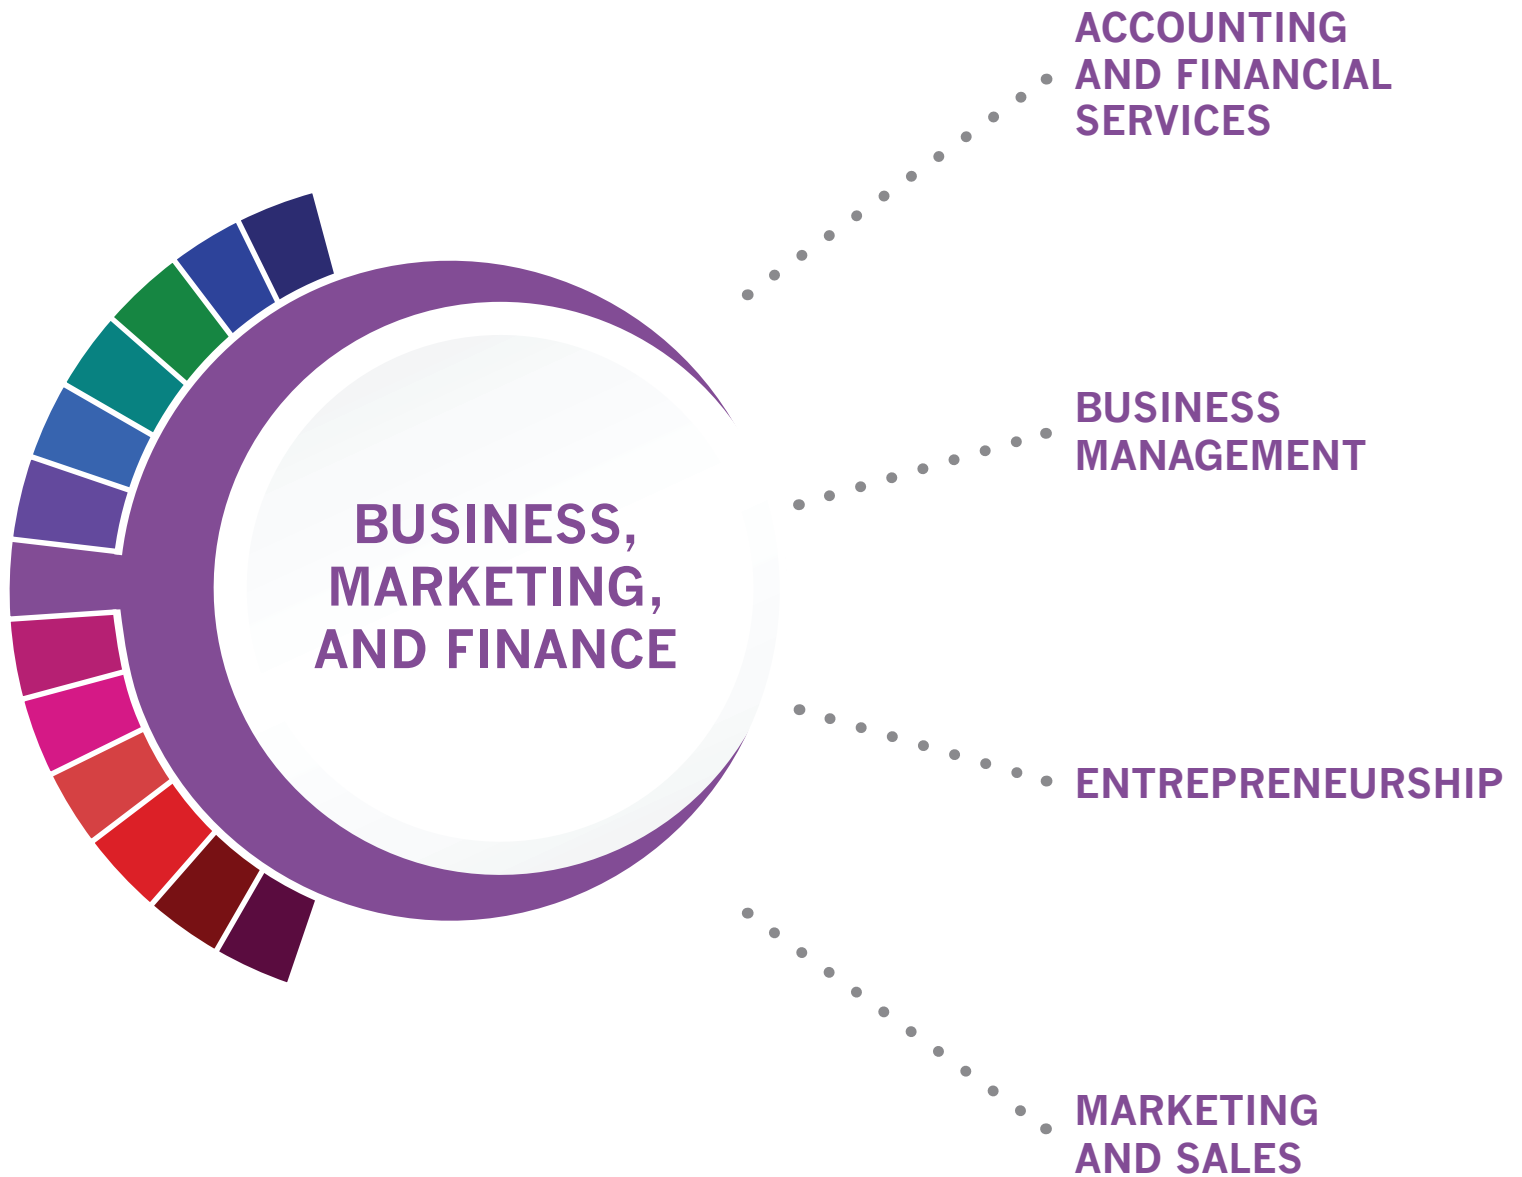 ACCOUNTING
AND FINANCIAL
SERVICES
BUSINESS
MANAGEMENT
BUSINESS,
MARKETING,
AND FINANCE
ENTREPRENEURSHIP
MARKETING
AND SALES